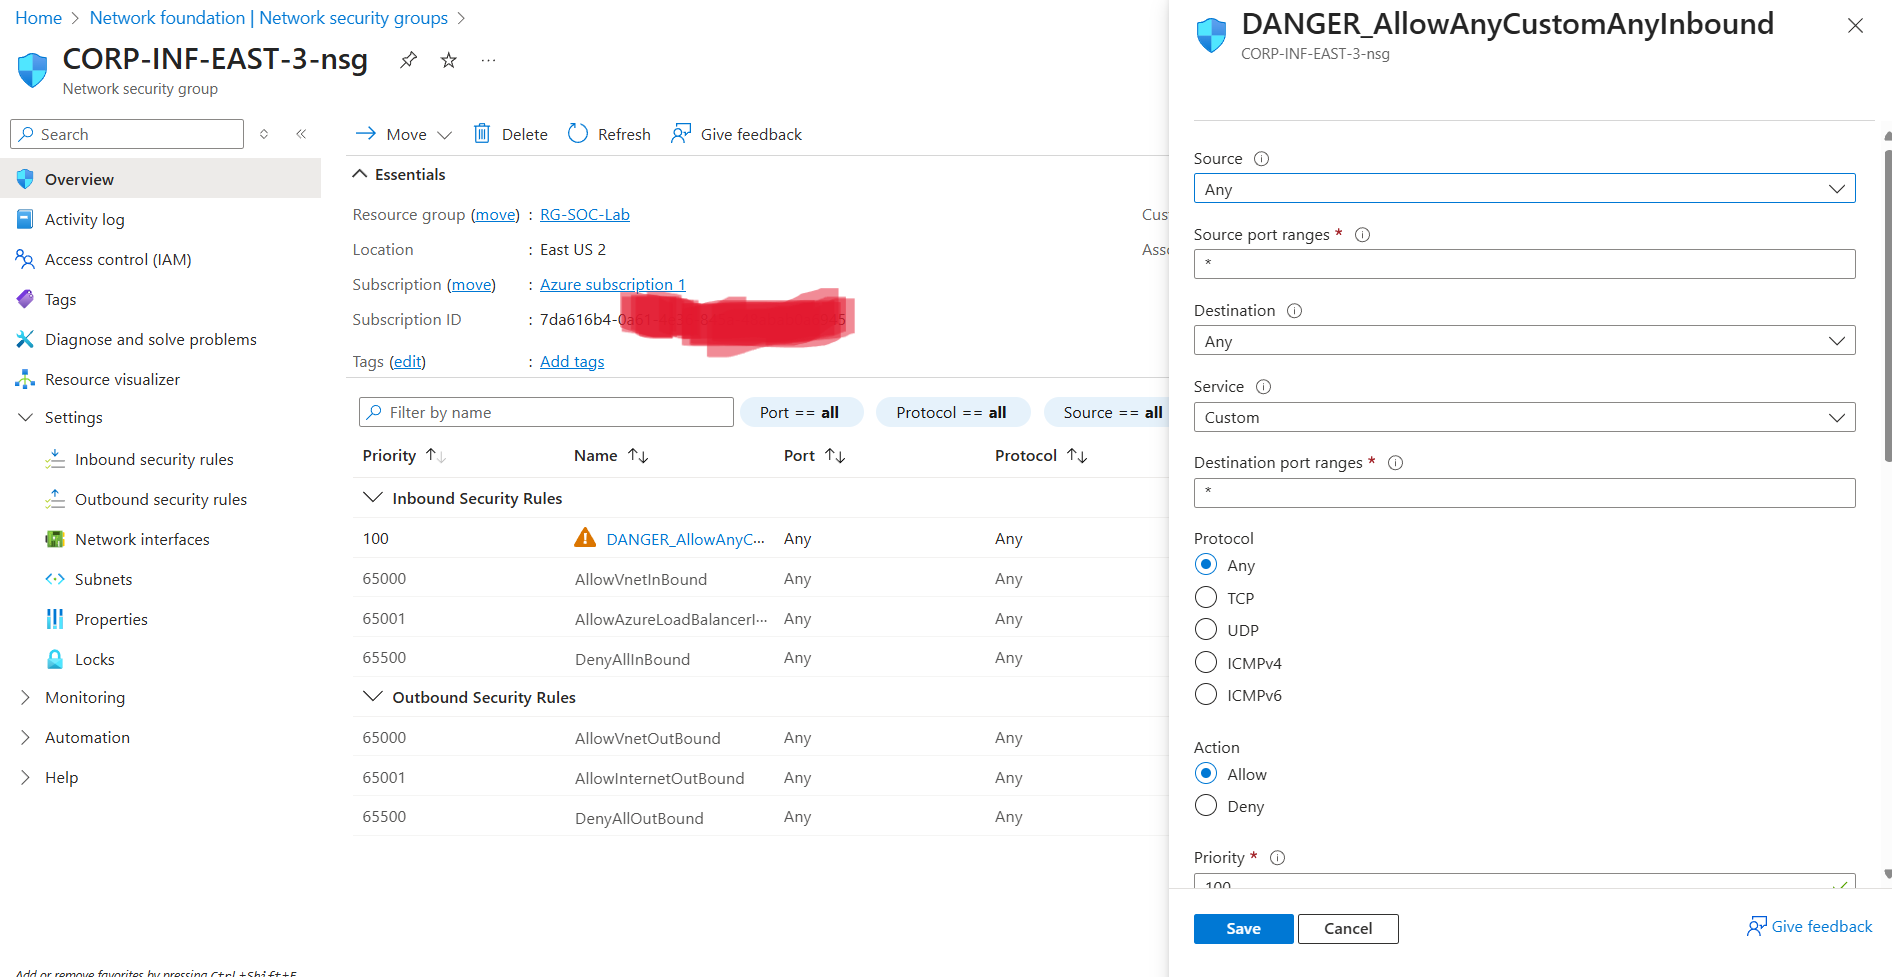 Home > Network foundation | Network security groups >
CORP-INF-EAST-3-nsg ...
Network security group
Search
Overview
Activity log
Access control (IAM)
Tags
Diagnose and solve problems
Resource visualizer
Settings
Inbound security rules
Outbound security rules
Network interfaces
Subnets
Properties
Locks
Monitoring
Automation
Help
Add or remove favorites by pressing Ctrl+Shift+F
Move Delete Refresh Give feedback
Essentials
Resource group (move) : RG-SOC-Lab
Location : East US 2
Subscription (move) : Azure subscription 1
Subscription ID : 7da616b4-
Tags (edit) : Add tags
Filter by name Port == all Protocol == all Source == all
Priority Name Port Protocol
Inbound Security Rules
100 DANGER_AllowAnyC... Any Any
65000 AllowVnetInBound Any Any
65001 AllowAzureLoadBalancerI... Any Any
65500 DenyAllInBound Any Any
Outbound Security Rules
65000 AllowVnetOutBound Any Any
65001 AllowInternetOutBound Any Any
65500 DenyAllOutBound Any Any
DANGER_AllowAnyCustomAnyInbound
CORP-INF-EAST-3-nsg
Source
Any
Source port ranges *
*
Destination
Any
Service
Custom
Destination port ranges *
*
Protocol
Any
TCP
UDP
ICMPv4
ICMPv6
Action
Allow
Deny
Priority *
100
Save Cancel Give feedback